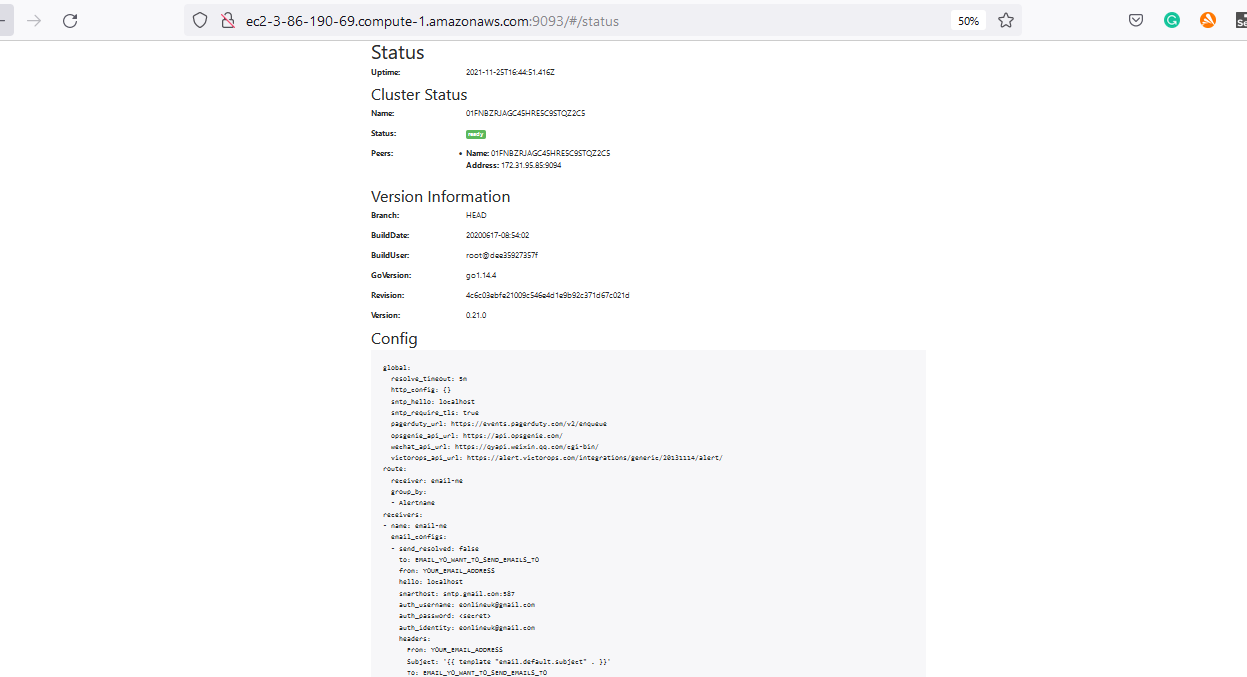 ec2-3-86-190-69.compute-1.amazonaws.com:9093/#/status
50%
Status
Uptime: 2021-11-25T16:44:51.416Z
Cluster Status
Name: 01FNBZRJAGC45HRE5C9STQZ2C5
Status: ready
Peers: • Name: 01FNBZRJAGC45HRE5C9STQZ2C5
Address: 172.31.95.85:9094
Version Information
Branch: HEAD
BuildDate: 20200617-08:54:02
BuildUser: root@dee35927357f
GoVersion: go1.14.4
Revision: 4c6c03ebfe21009c546e4d1e9b92c371d67c021d
Version: 0.21.0
Config
global:
resolve_timeout: 5m
http_config: {}
smtp_hello: localhost
smtp_require_tls: true
pagerduty_url: https://events.pagerduty.com/v2/enqueue
opsgenie_api_url: https://api.opsgenie.com/
wechat_api_url: https://qyapi.weixin.qq.com/cgi-bin/
victorops_api_url: https://alert.victorops.com/integrations/generic/20131114/alert/
route:
receiver: email-me
group_by:
- Alertname
receivers:
- name: email-me
email_configs:
- send_resolved: false
to: EMAIL_YO_WANT_TO_SEND_EMAILS_TO
from: YOUR_EMAIL_ADDRESS
hello: localhost
smarthost: smtp.gmail.com:587
auth_username: eonlineuk@gmail.com
auth_password: <secret>
auth_identity: eonlineuk@gmail.com
headers:
From: YOUR_EMAIL_ADDRESS
Subject: '{{ template "email.default.subject" . }}'
To: EMAIL_YO_WANT_TO_SEND_EMAILS_TO